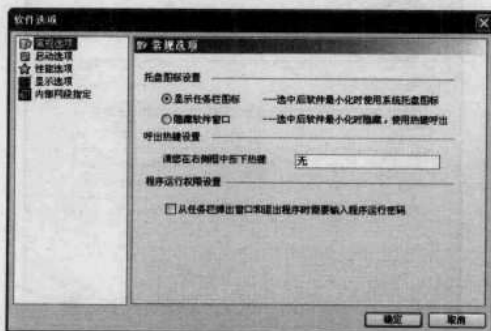 软件选项
常规选项
启动选项
性能选项
显示选项
内部网段指定
常规选项
托盘图标设置
显示任务栏图标 ---选中后软件最小化时使用系统托盘图标
隐藏软件窗口 ---选中后软件最小化时隐藏，使用热键呼出
呼出热键设置
请您在右侧框中按下热键 无
程序运行权限设置
从任务栏弹出窗口和退出程序时需要输入程序运行密码
确定 取消